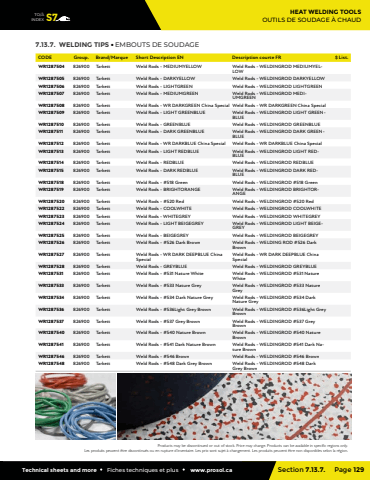 TOLIS INDEX S7.
HEAT WELDING TOOLS
OUTILS DE SOUDAGE À CHAUD
7.13.7. WELDING TIPS • EMBOUTS DE SOUDAGE
CODE Group. Brand/Marque Short Description EN Description courte FR $ List.
WR1287504 826900 Tarkett Weld Rods - MEDIUMYELLOW Weld Rods - WELDINGROD MEDIUMYEL-
LOW
WR1287505 826900 Tarkett Weld Rods - DARKYELLOW Weld Rods - WELDINGROD DARKYELLOW
WR1287506 826900 Tarkett Weld Rods - LIGHTGREEN Weld Rods - WELDINGROD LIGHTGREEN
WR1287507 826900 Tarkett Weld Rods - MEDIUMGREEN Weld Rods - WELDINGROD MEDI-
UMGREEN
WR1287508 826900 Tarkett Weld Rods - WR DARKGREEN China Special Weld Rods - WR DARKGREEN China Special
WR1287509 826900 Tarkett Weld Rods - LIGHT GREENBLUE Weld Rods - WELDINGROD LIGHT GREEN-
BLUE
WR1287510 826900 Tarkett Weld Rods - GREENBLUE Weld Rods - WELDINGROD GREENBLUE
WR1287511 826900 Tarkett Weld Rods - DARK GREENBLUE Weld Rods - WELDINGROD DARK GREEN-
BLUE
WR1287512 826900 Tarkett Weld Rods - WR DARKBLUE China Special Weld Rods - WR DARKBLUE China Special
WR1287513 826900 Tarkett Weld Rods - LIGHT REDBLUE Weld Rods - WELDINGROD LIGHT RED-
BLUE
WR1287514 826900 Tarkett Weld Rods - REDBLUE Weld Rods - WELDINGROD REDBLUE
WR1287515 826900 Tarkett Weld Rods - DARK REDBLUE Weld Rods - WELDINGROD DARK RED-
BLUE
WR1287518 826900 Tarkett Weld Rods - #518 Green Weld Rods - WELDINGROD #518 Green
WR1287519 826900 Tarkett Weld Rods - BRIGHTORANGE Weld Rods - WELDINGROD BRIGHTOR-
ANGE
WR1287520 826900 Tarkett Weld Rods - #520 Red Weld Rods - WELDINGROD #520 Red
WR1287522 826900 Tarkett Weld Rods - COOLWHITE Weld Rods - WELDINGROD COOLWHITE
WR1287523 826900 Tarkett Weld Rods - WHITEGREY Weld Rods - WELDINGROD WHITEGREY
WR1287524 826900 Tarkett Weld Rods - LIGHT BEIGEGREY Weld Rods - WELDINGROD LIGHT BEIGE-
GREY
WR1287525 826900 Tarkett Weld Rods - BEIGEGREY Weld Rods - WELDINGROD BEIGEGREY
WR1287526 826900 Tarkett Weld Rods - #526 Dark Brown Weld Rods - WELDING ROD #526 Dark
Brown
WR1287527 826900 Tarkett Weld Rods - WR DARK DEEPBLUE China Weld Rods - WR DARK DEEPBLUE China
Special Special
WR1287528 826900 Tarkett Weld Rods - GREYBLUE Weld Rods - WELDINGROD GREYBLUE
WR1287531 826900 Tarkett Weld Rods - #531 Nature White Weld Rods - WELDINGROD #531 Nature
White
WR1287533 826900 Tarkett Weld Rods - #533 Nature Grey Weld Rods - WELDINGROD #533 Nature
Grey
WR1287534 826900 Tarkett Weld Rods - #534 Dark Nature Grey Weld Rods - WELDINGROD #534 Dark
Nature Grey
WR1287536 826900 Tarkett Weld Rods - #536Light Grey Brown Weld Rods - WELDINGROD #536Light Grey
Brown
WR1287537 826900 Tarkett Weld Rods - #537 Grey Brown Weld Rods - WELDINGROD #537 Grey
Brown
WR1287540 826900 Tarkett Weld Rods - #540 Nature Brown Weld Rods - WELDINGROD #540 Nature
Brown
WR1287541 826900 Tarkett Weld Rods - #541 Dark Nature Brown Weld Rods - WELDINGROD #541 Dark Na-
ture Brown
WR1287546 826900 Tarkett Weld Rods - #546 Brown Weld Rods - WELDINGROD #546 Brown
WR1287548 826900 Tarkett Weld Rods - #548 Dark Grey Brown Weld Rods - WELDINGROD #548 Dark
Grey Brown
Products may be discontinued or out of stock. Price may change. Products can be available in specific regions only.
Les produits peuvent être discontinués ou en rupture d'inventaire. Les prix sont sujet à changement. Les produits peuvent être non disponibles selon la région.
Technical sheets and more • Fiches techniques et plus • www.prosol.ca Section 7.13.7. Page 129